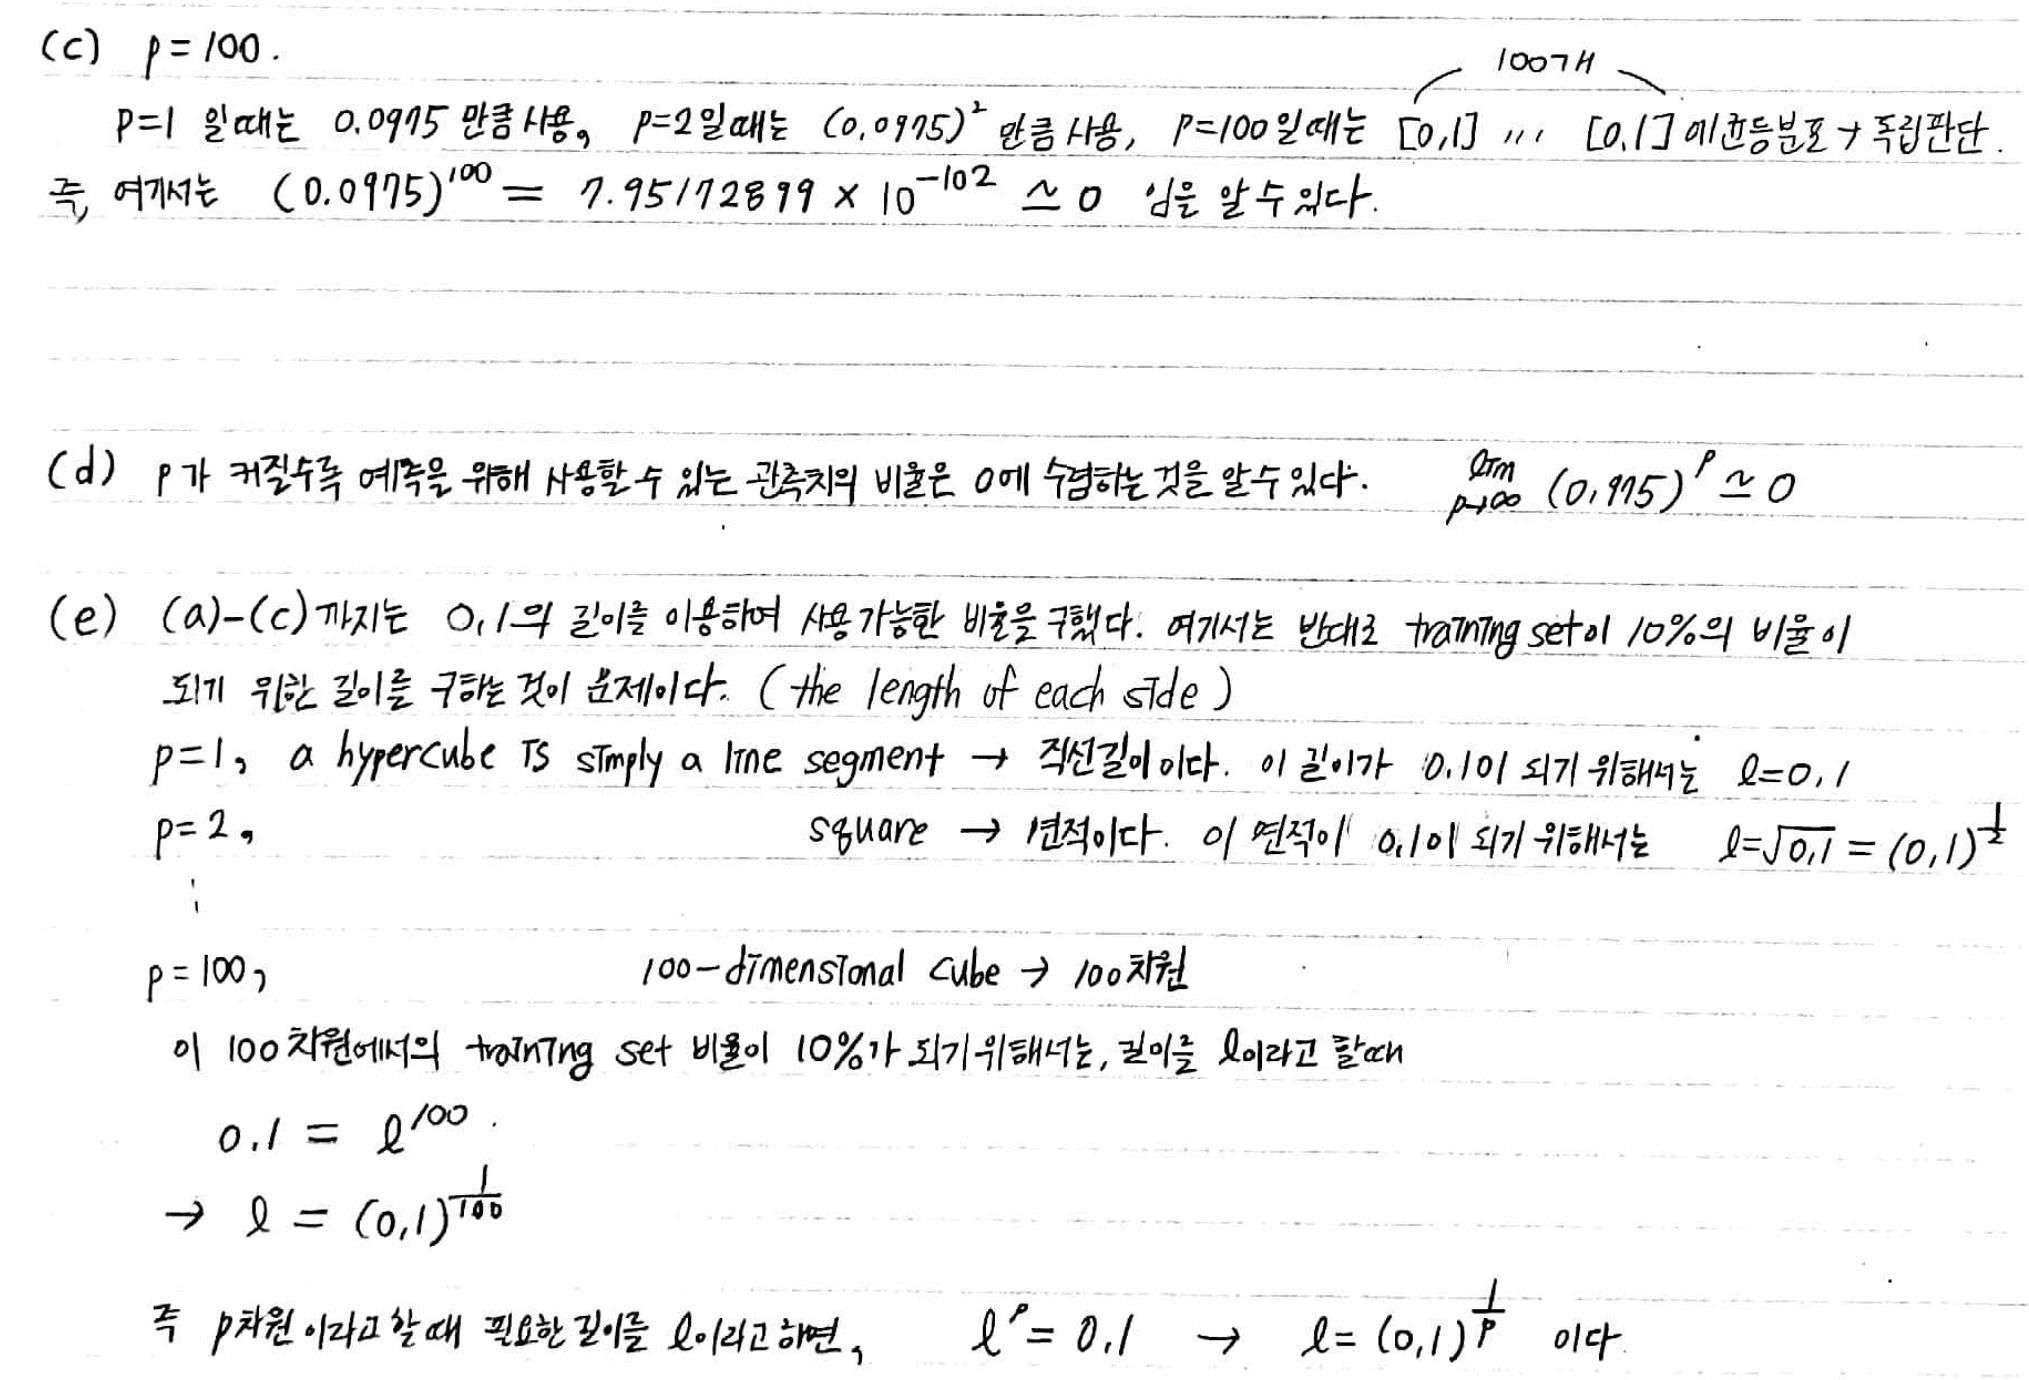 (c) p = 100.
100개
P=1 일때는 0.0975 만큼 사용, P=2일때는 (0.0975)² 만큼 사용, P=100일때는 [0,1] ... [0,1]에 균등분포 → 독립판단.
즉, 여기서는 (0.0975)¹⁰⁰ = 7.95172899 × 10⁻¹⁰² ≃ 0 임을 알 수 있다.
(d) p가 커질수록 예측을 위해 사용할 수 있는 관측치의 비율은 0에 수렴하는 것을 알 수 있다. lim p→∞ (0.975)ᵖ ≃ 0
(e) (a)-(c)까지는 0.1의 길이를 이용하여 사용 가능한 비율을 구했다. 여기서는 반대로 training set이 10%의 비율이
되기 위한 길이를 구하는 것이 문제이다. (the length of each side)
p=1, a hypercube is simply a line segment → 직선길이이다. 이 길이가 0.1이 되기 위해서는 ℓ=0.1
p=2, square → 면적이다. 이 면적이 0.1이 되기 위해서는 ℓ=√0.1 = (0.1)^(1/2)
⋮
p=100, 100-dimensional cube → 100차원
이 100차원에서의 training set 비율이 10%가 되기 위해서는, 길이를 ℓ이라고 할때
0.1 = ℓ¹⁰⁰.
→ ℓ = (0.1)^(1/100)
즉 p차원 이라고 할 때 필요한 길이를 ℓ이라고 하면, ℓᵖ = 0.1 → ℓ = (0.1)^(1/p) 이다.